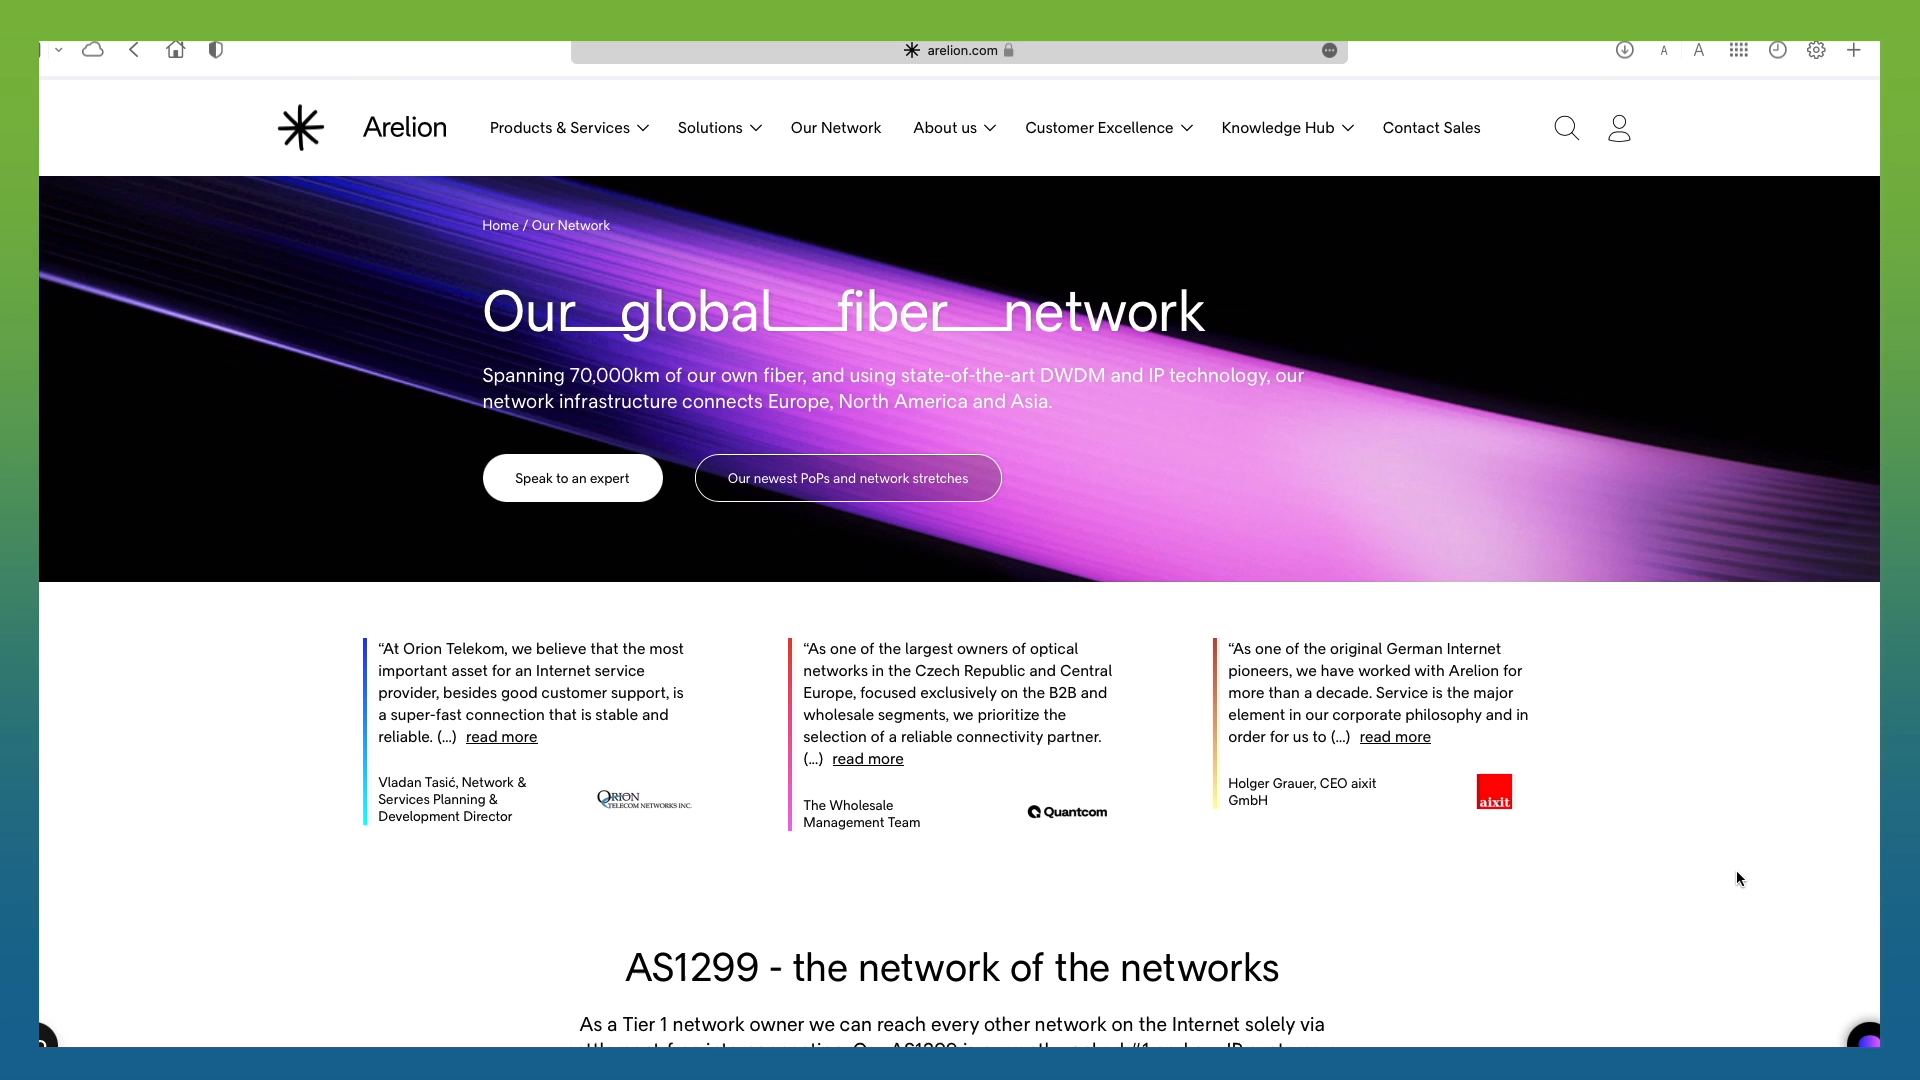 arelion.com
A A
Arelion
Products & Services Solutions Our Network About us Customer Excellence Knowledge Hub Contact Sales
Home / Our Network
Our global fiber network
Spanning 70,000km of our own fiber, and using state-of-the-art DWDM and IP technology, our
network infrastructure connects Europe, North America and Asia.
Speak to an expert
Our newest PoPs and network stretches
“At Orion Telekom, we believe that the most
important asset for an Internet service
provider, besides good customer support, is
a super-fast connection that is stable and
reliable. (...) read more
Vladan Tasić, Network &
Services Planning &
Development Director
ORION
TELECOM NETWORKS INC.
“As one of the largest owners of optical
networks in the Czech Republic and Central
Europe, focused exclusively on the B2B and
wholesale segments, we prioritize the
selection of a reliable connectivity partner.
(...) read more
The Wholesale
Management Team
Quantcom
“As one of the original German Internet
pioneers, we have worked with Arelion for
more than a decade. Service is the major
element in our corporate philosophy and in
order for us to (...) read more
Holger Grauer, CEO aixit
GmbH
aixit
AS1299 - the network of the networks
As a Tier 1 network owner we can reach every other network on the Internet solely via